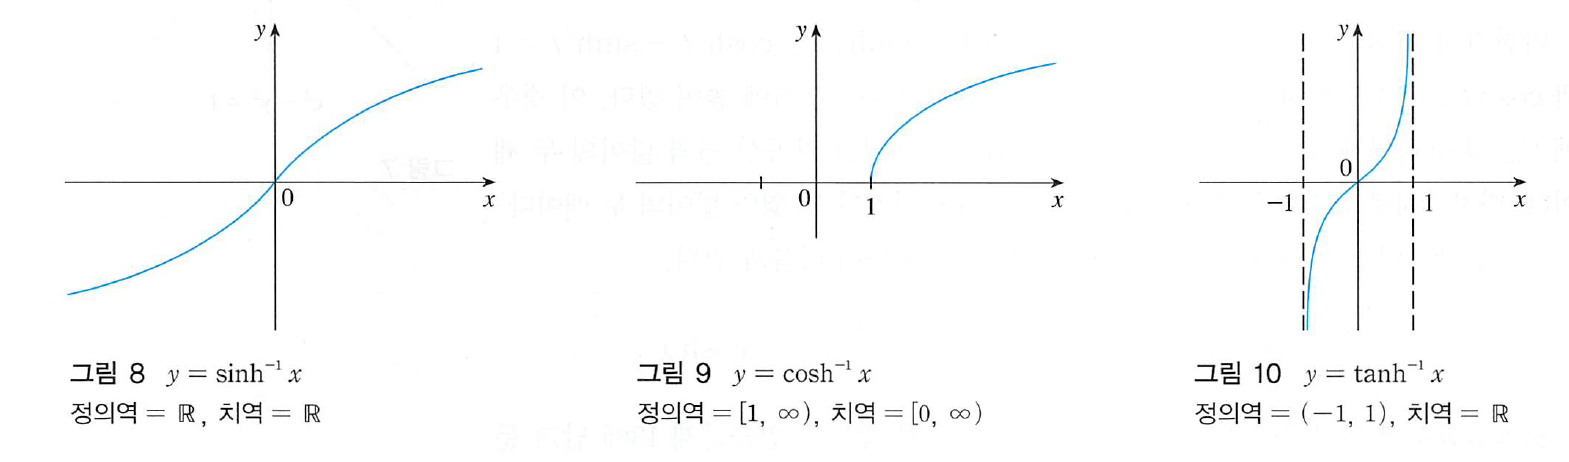 y
0
x
y
0
1
x
y
0
−1
1
x
그림 8 y = sinh⁻¹ x
정의역 = ℝ, 치역 = ℝ
그림 9 y = cosh⁻¹ x
정의역 = [1, ∞), 치역 = [0, ∞)
그림 10 y = tanh⁻¹ x
정의역 = (−1, 1), 치역 = ℝ